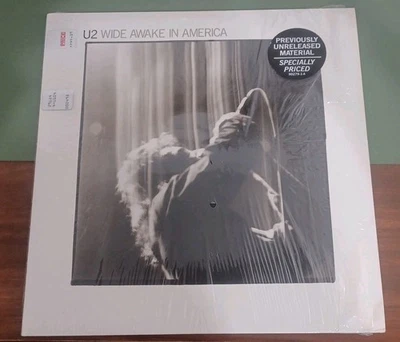 U2 WIDE AWAKE IN AMERICA
PREVIOUSLY
UNRELEASED
MATERIAL
SPECIALLY
PRICED